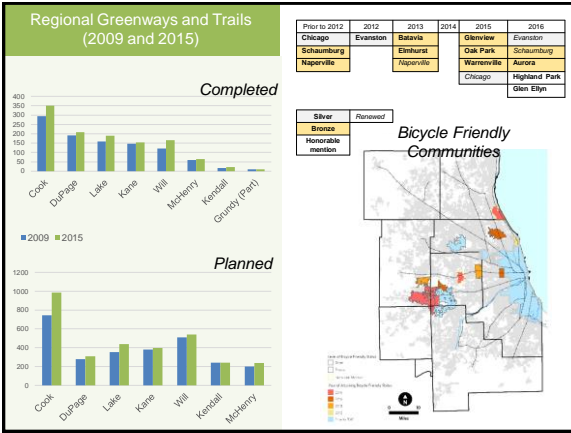 Regional Greenways and Trails
(2009 and 2015)
Completed
400
350
300
250
200
150
100
50
0
Cook
DuPage
Lake
Kane
Will
McHenry
Kendall
Grundy (Part)
2009 2015
Planned
1200
1000
800
600
400
200
0
Cook
DuPage
Lake
Kane
Will
Kendall
McHenry
Prior to 2012 2012 2013 2014 2015 2016
Chicago Evanston Batavia Glenview Evanston
Schaumburg Elmhurst Oak Park Schaumburg
Naperville Naperville Warrenville Aurora
Chicago Highland Park
Glen Ellyn
Silver Renewed
Bronze
Honorable
mention
Bicycle Friendly
Communities
N
Miles